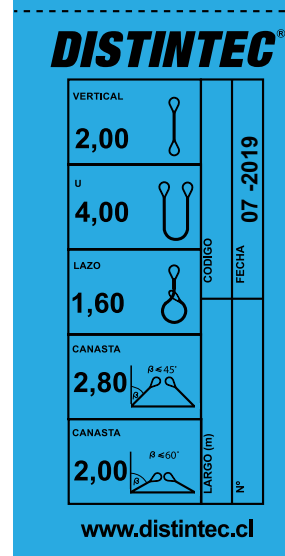 DISTINTEC®
VERTICAL
2,00
U
4,00
LAZO
1,60
CANASTA
2,80
β≤45°
β
CANASTA
2,00
β≤60°
β
CODIGO
FECHA 07 -2019
LARGO (m)
Nº
www.distintec.cl